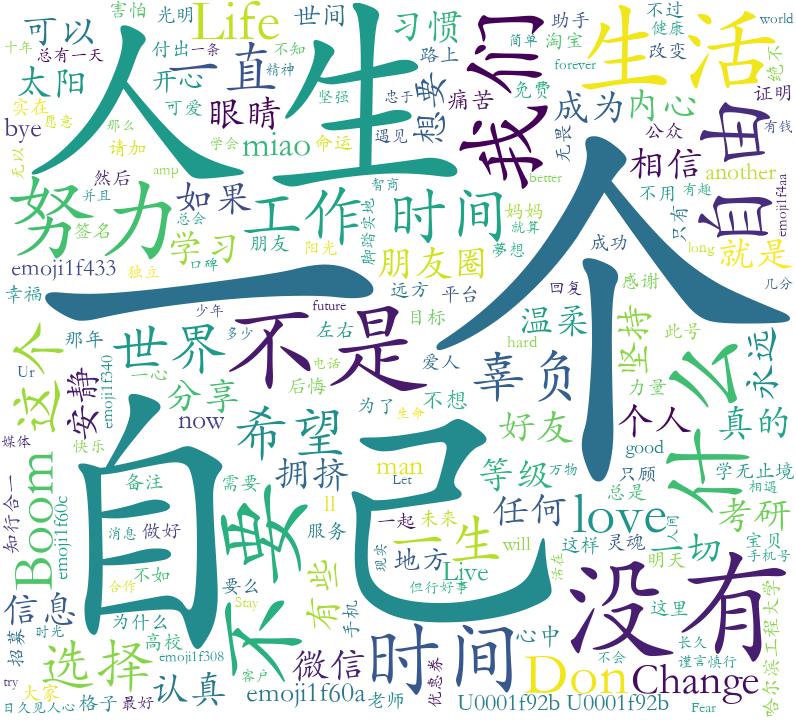 害怕
光明
Life
世间
习惯
助手
不过
健康
world
可以
十年
总有一天
付出
一条
不知
路上
简单
淘宝
改变
绝不
太阳
开心
一直
精神
forever
生活
人生
我们
实在
可爱
眼睛
坚强
忠于
免费
想要
痛苦
成为
内心
证明
bye
愿意
那么
请加
学会
miao
命运
遇见
无畏
公众
有钱
自由
无以
然后
并且
amp
如果
智商
better
相信
another
emoji1f4aa
努力
签名
总会
工作
时间
妈妈
就算
不用
有趣
只有
学习
朋友
阳光
脚踏实地
夢想
成功
long
就是
emoji1f433
独立
口碑
朋友圈
一个
幸福
少年
future
远方
平台
回复
感谢
几分
那年
世界
多少
左右
目标
温柔
坚持
此号
永远
这个
Ur
安静
emoji1f340
不是
hard
力量
什么
一心
电话
爱人
辜负
分享
后悔
为了
生命
不想
个人
真的
媒体
快乐
now
希望
好友
good
知行合一
Boom
emoji1f60c
自己
备注
需要
拥挤
man
Let
等级
万物
只顾
学无止境
相遇
ll
总是
考研
消息
做好
不要
服务
一起
未来
一生
任何
love
一切
人间
宝贝
手机号
合作
不如
现实
地方
will
这样
灵魂
明天
信息
要么
有些
Live
活在
没有
为什么
Stay
但行好事
这里
哈尔滨工程大学
招募
时光
高校
手机
时间
心中
长久
谨言慎行
选择
emoji1f308
微信
不会
ry
大家
认真
客户
emoji1f60a
老师
优惠券
Don
Change
日久见人心
格子
最好
U0001f92b U0001f92b
Fear